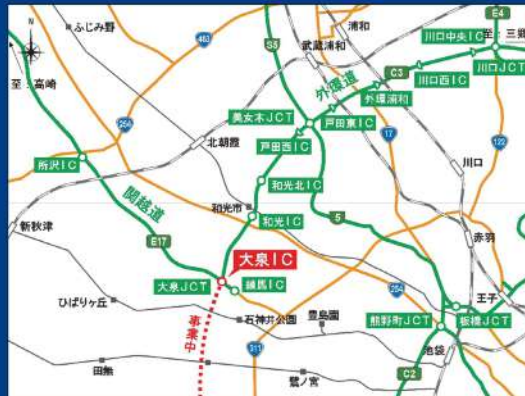 ふじみ野
463
S5
浦和
E4
至：三郷
川口中央IC
武蔵浦和
至：高崎
外環道
C3
川口JCT
川口西IC
外環浦和
美女木JCT
戸田東IC
254
17
122
北朝霞
戸田西IC
所沢IC
川口
和光北IC
関越道
和光市
和光IC
5
新秋津
E17
赤羽
大泉IC
大泉JCT
練馬IC
254
王子
ひばりヶ丘
石神井公園
豊島園
熊野町JCT
板橋JCT
事業中
311
池袋
田無
鷺ノ宮
C2